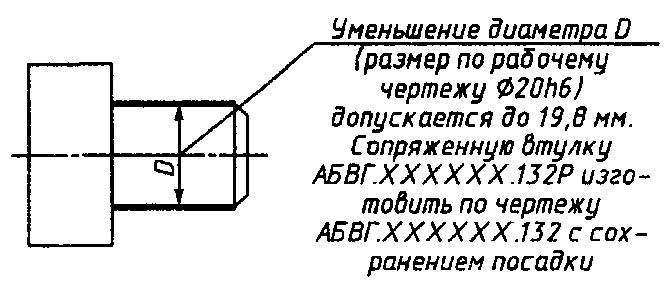 Уменьшение диаметра D
(размер по рабочему
чертежу Ф20h6)
допускается до 19,8 мм.
Сопряженную втулку
АБВГ.XXXXXX.132Р изго-
товить по чертежу
АБВГ.XXXXXX.132 с сох-
ранением посадки
D